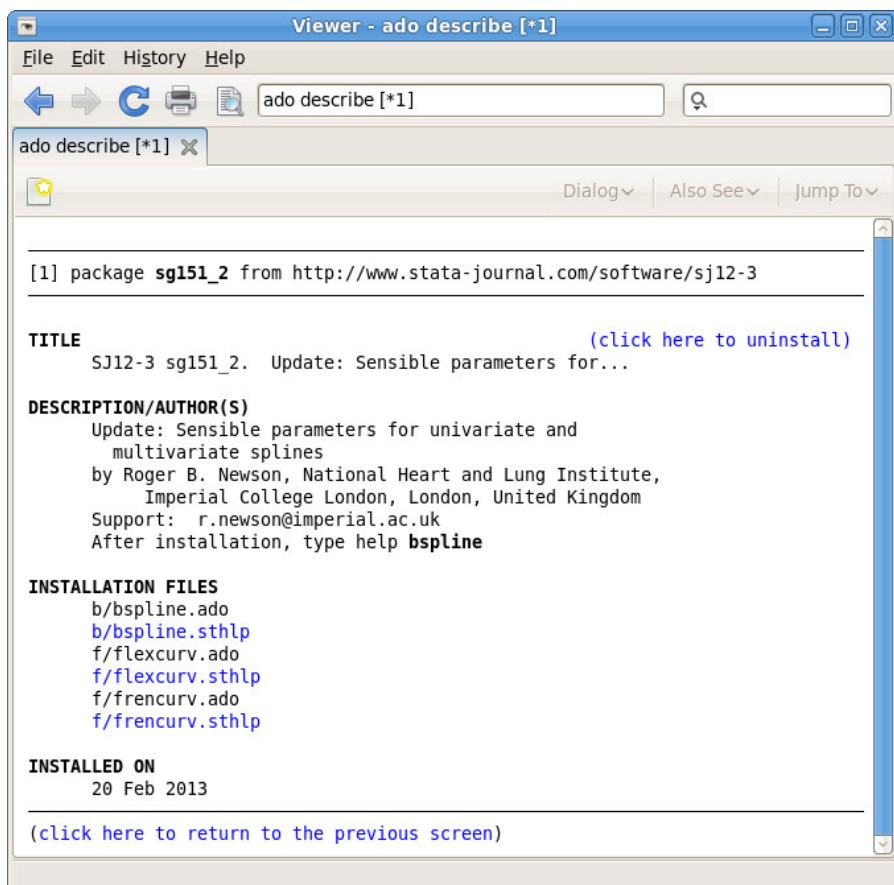 Viewer - ado describe [*1]
File Edit History Help
ado describe [*1]
ado describe [*1]
Dialog Also See Jump To
[1] package sg151_2 from http://www.stata-journal.com/software/sj12-3
TITLE (click here to uninstall)
SJ12-3 sg151_2. Update: Sensible parameters for...
DESCRIPTION/AUTHOR(S)
Update: Sensible parameters for univariate and
multivariate splines
by Roger B. Newson, National Heart and Lung Institute,
Imperial College London, London, United Kingdom
Support: r.newson@imperial.ac.uk
After installation, type help bspline
INSTALLATION FILES
b/bspline.ado
b/bspline.sthlp
f/flexcurv.ado
f/flexcurv.sthlp
f/frencurv.ado
f/frencurv.sthlp
INSTALLED ON
20 Feb 2013
(click here to return to the previous screen)